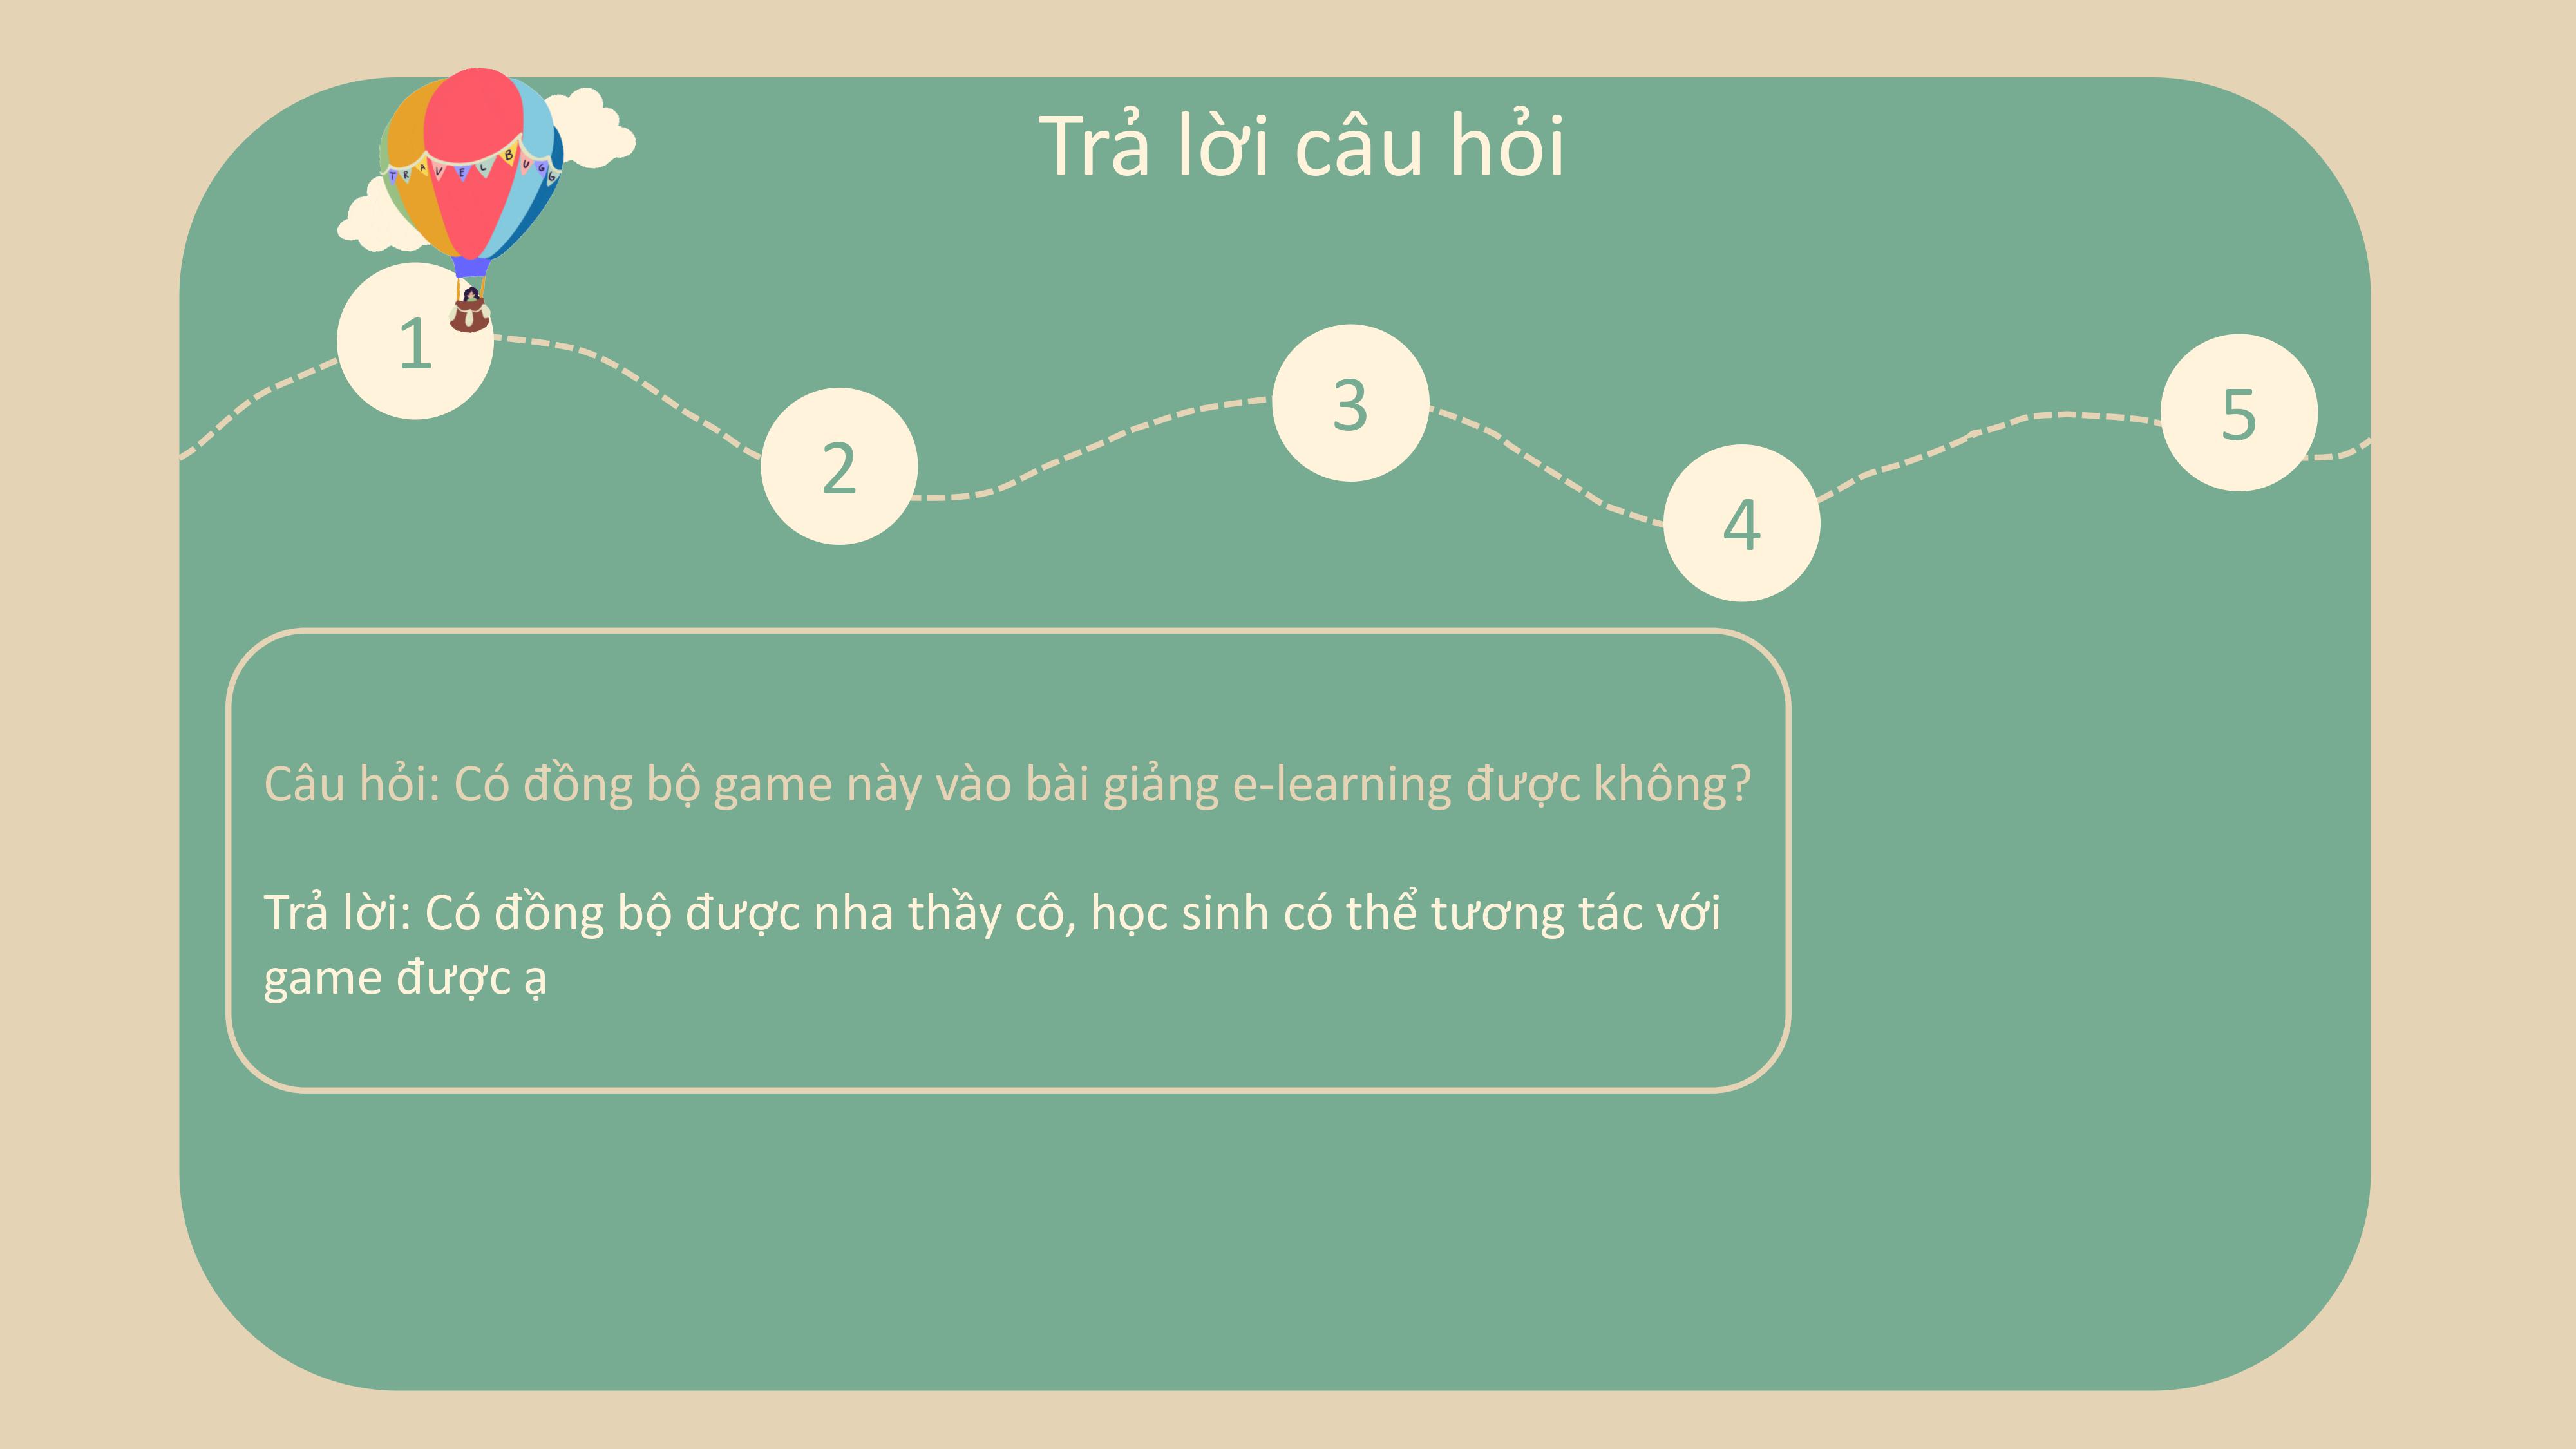 Trả lời câu hỏi
TRAVEL BUGG
1
2
3
4
5
Câu hỏi: Có đồng bộ game này vào bài giảng e-learning được không?
Trả lời: Có đồng bộ được nha thầy cô, học sinh có thể tương tác với
game được ạ